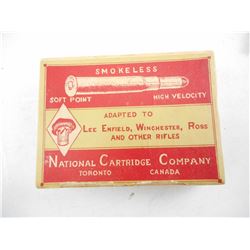 SMOKELESS
SOFT POINT HIGH VELOCITY
ADAPTED TO
LEE ENFIELD, WINCHESTER, ROSS
AND OTHER RIFLES
NATIONAL CARTRIDGE COMPANY
TORONTO CANADA